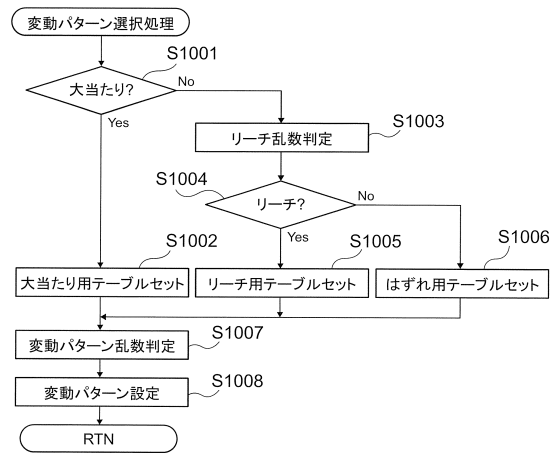 変動パターン選択処理
S1001
大当たり?
No
Yes
S1003
リーチ乱数判定
S1004
リーチ?
No
Yes
S1002
S1005
S1006
大当たり用テーブルセット
リーチ用テーブルセット
はずれ用テーブルセット
S1007
変動パターン乱数判定
S1008
変動パターン設定
RTN